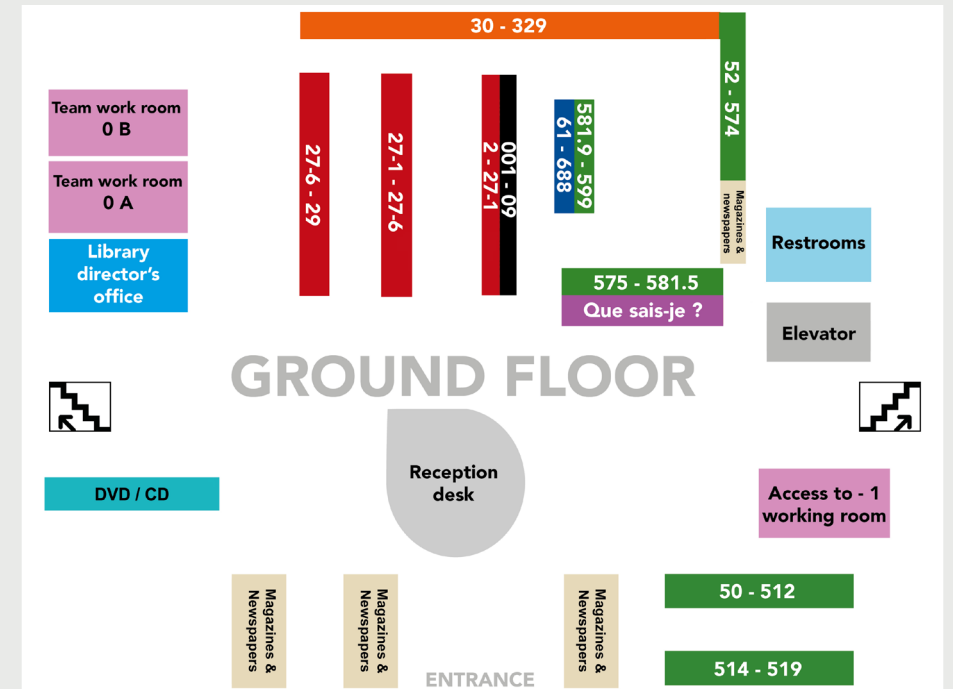 30 - 329
52 - 574
Team work room
0 B
Team work room
0 A
Library
director's
office
27-6 - 29
27-1 - 27-6
2 - 27-1
001 - 09
61 - 688
581.9 - 599
Magazines &
newspapers
Restrooms
575 - 581.5
Que sais-je ?
Elevator
GROUND FLOOR
Reception
desk
DVD / CD
Access to - 1
working room
Magazines &
Newspapers
Magazines &
Newspapers
Magazines &
Newspapers
50 - 512
514 - 519
ENTRANCE